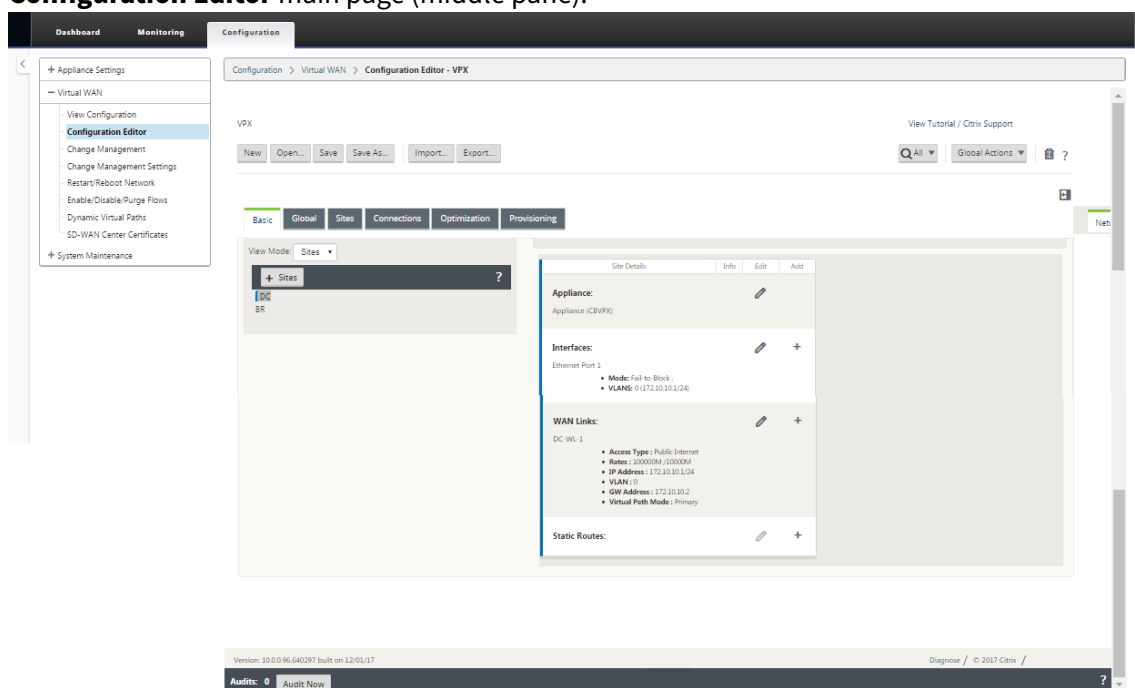 Configuration Editor main page (middle pane).
Dashboard Monitoring Configuration
+ Appliance Settings
− Virtual WAN
View Configuration
Configuration Editor
Change Management
Change Management Settings
Restart/Reboot Network
Enable/Disable/Purge Flows
Dynamic Virtual Paths
SD-WAN Center Certificates
+ System Maintenance
Configuration > Virtual WAN > Configuration Editor - VPX
VPX
View Tutorial / Citrix Support
New Open... Save Save As... Import... Export...
All Global Actions ?
Basic Global Sites Connections Optimization Provisioning
View Mode: Sites
+ Sites ?
DC
BR
Site Details Info Edit Add
Appliance:
Appliance (CBVPX)
Interfaces: +
Ethernet Port 1
• Mode: Fail-to-Block ,
• VLANS: 0 (172.10.10.1/24)
WAN Links: +
DC-WL-1
• Access Type : Public Internet
• Rates : 100000M /10000M
• IP Address : 172.10.10.1/24
• VLAN : 0
• GW Address : 172.10.10.2
• Virtual Path Mode : Primary
Static Routes: +
Version: 10.0.0.96.640297 built on 12/01/17
Diagnose / © 2017 Citrix /
Audits: 0 Audit Now ?